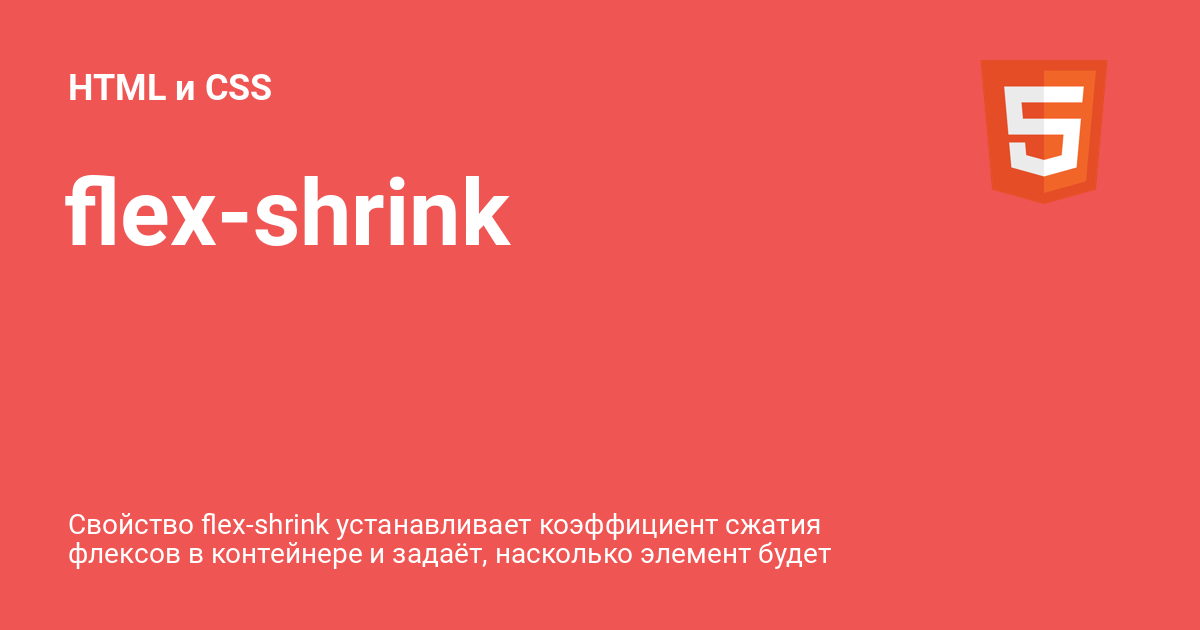 HTML и CSS
flex-shrink
Свойство flex-shrink устанавливает коэффициент сжатия
флексов в контейнере и задаёт, насколько элемент будет